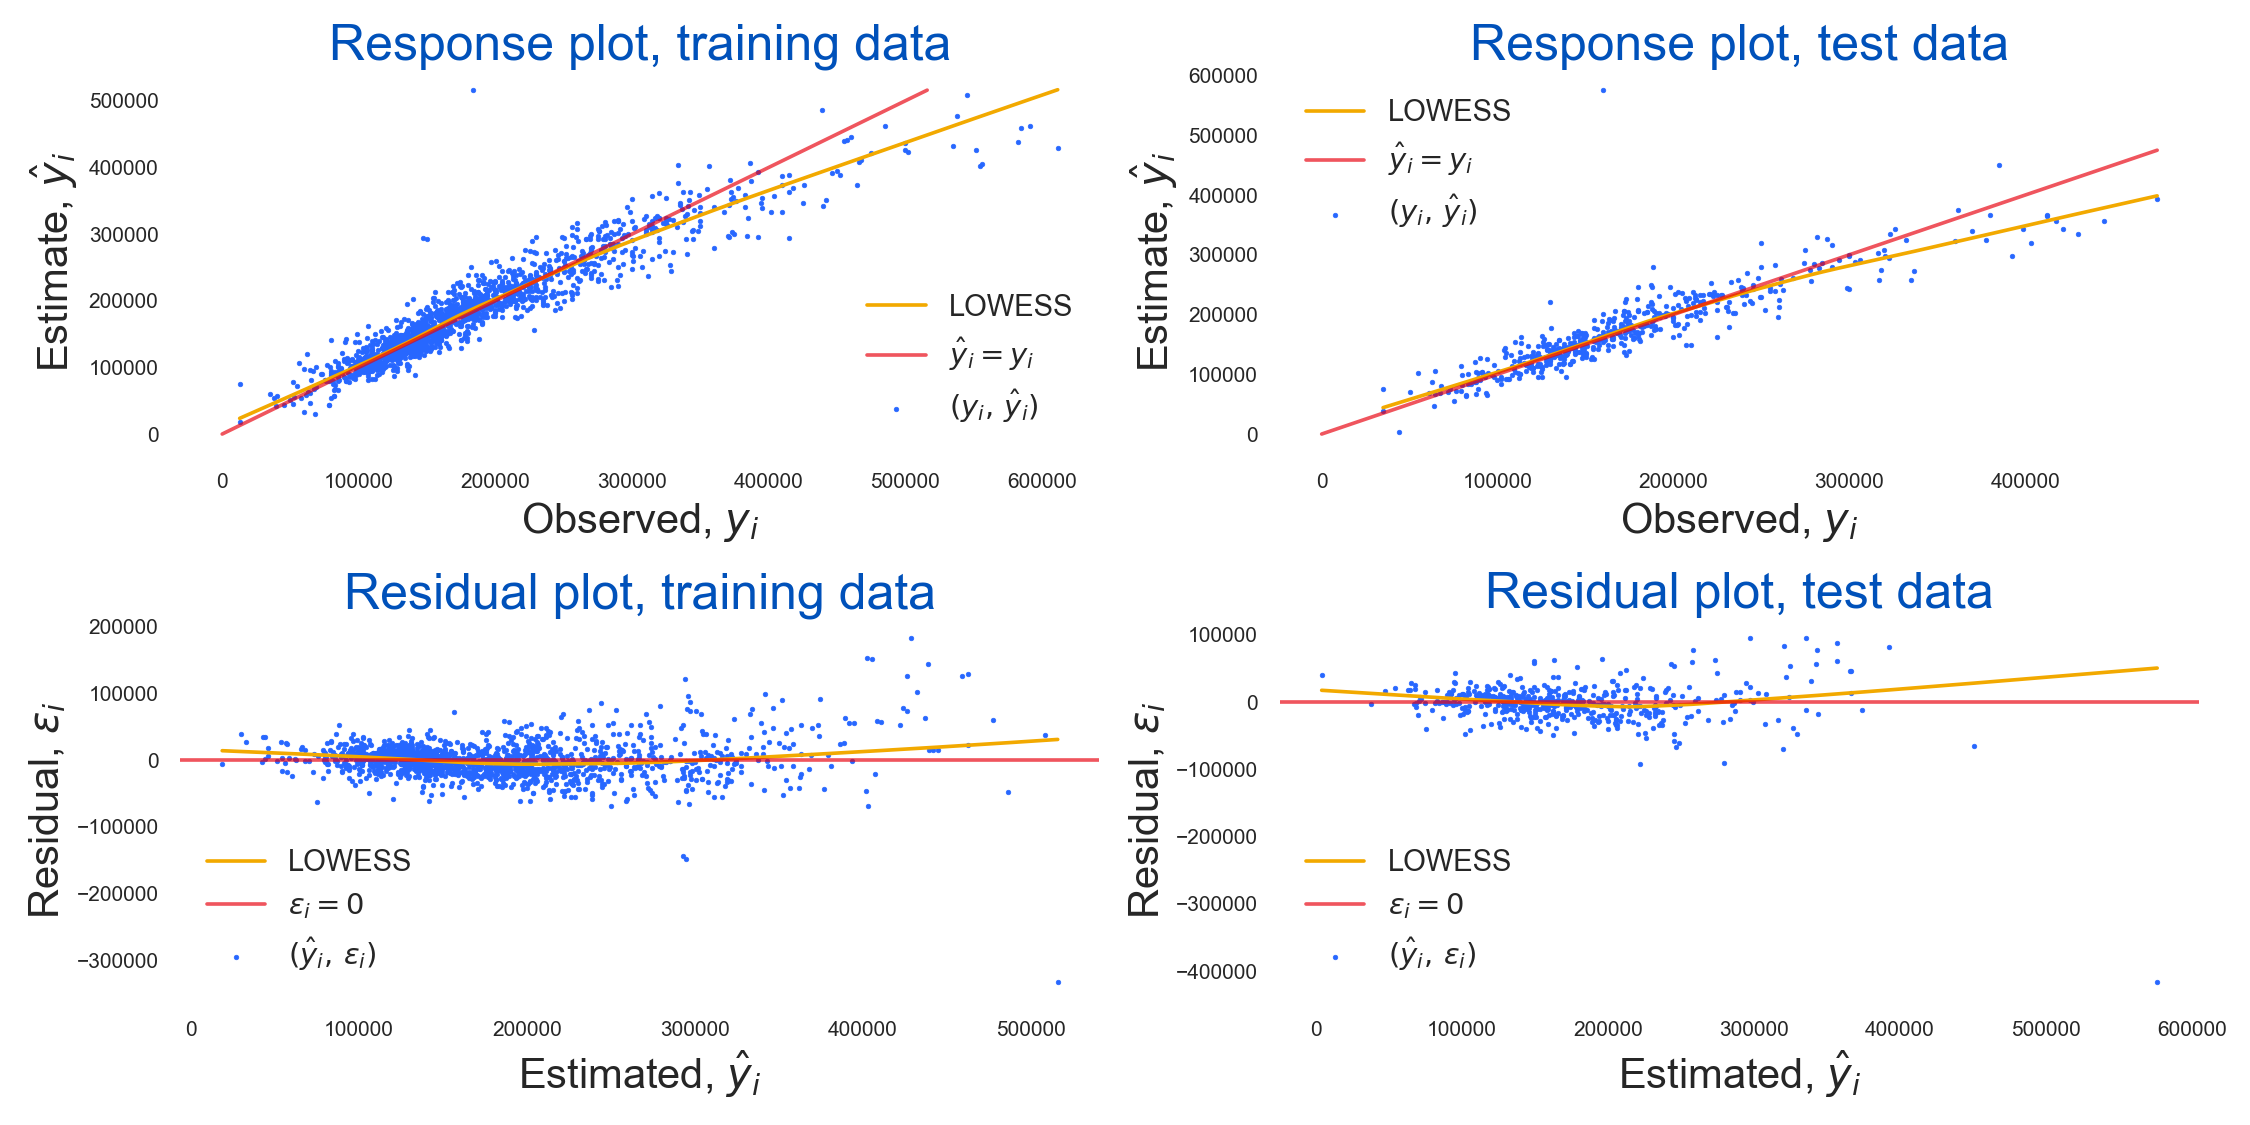 Response plot, training data
Estimate, ŷᵢ
500000
400000
300000
200000
100000
0
LOWESS
ŷᵢ = yᵢ
(yᵢ, ŷᵢ)
0 100000 200000 300000 400000 500000 600000
Observed, yᵢ
Response plot, test data
Estimate, ŷᵢ
600000
500000
400000
300000
200000
100000
0
LOWESS
ŷᵢ = yᵢ
(yᵢ, ŷᵢ)
0 100000 200000 300000 400000
Observed, yᵢ
Residual plot, training data
Residual, εᵢ
200000
100000
0
−100000
−200000
−300000
LOWESS
εᵢ = 0
(ŷᵢ, εᵢ)
0 100000 200000 300000 400000 500000
Estimated, ŷᵢ
Residual plot, test data
Residual, εᵢ
100000
0
−100000
−200000
−300000
−400000
LOWESS
εᵢ = 0
(ŷᵢ, εᵢ)
0 100000 200000 300000 400000 500000 600000
Estimated, ŷᵢ